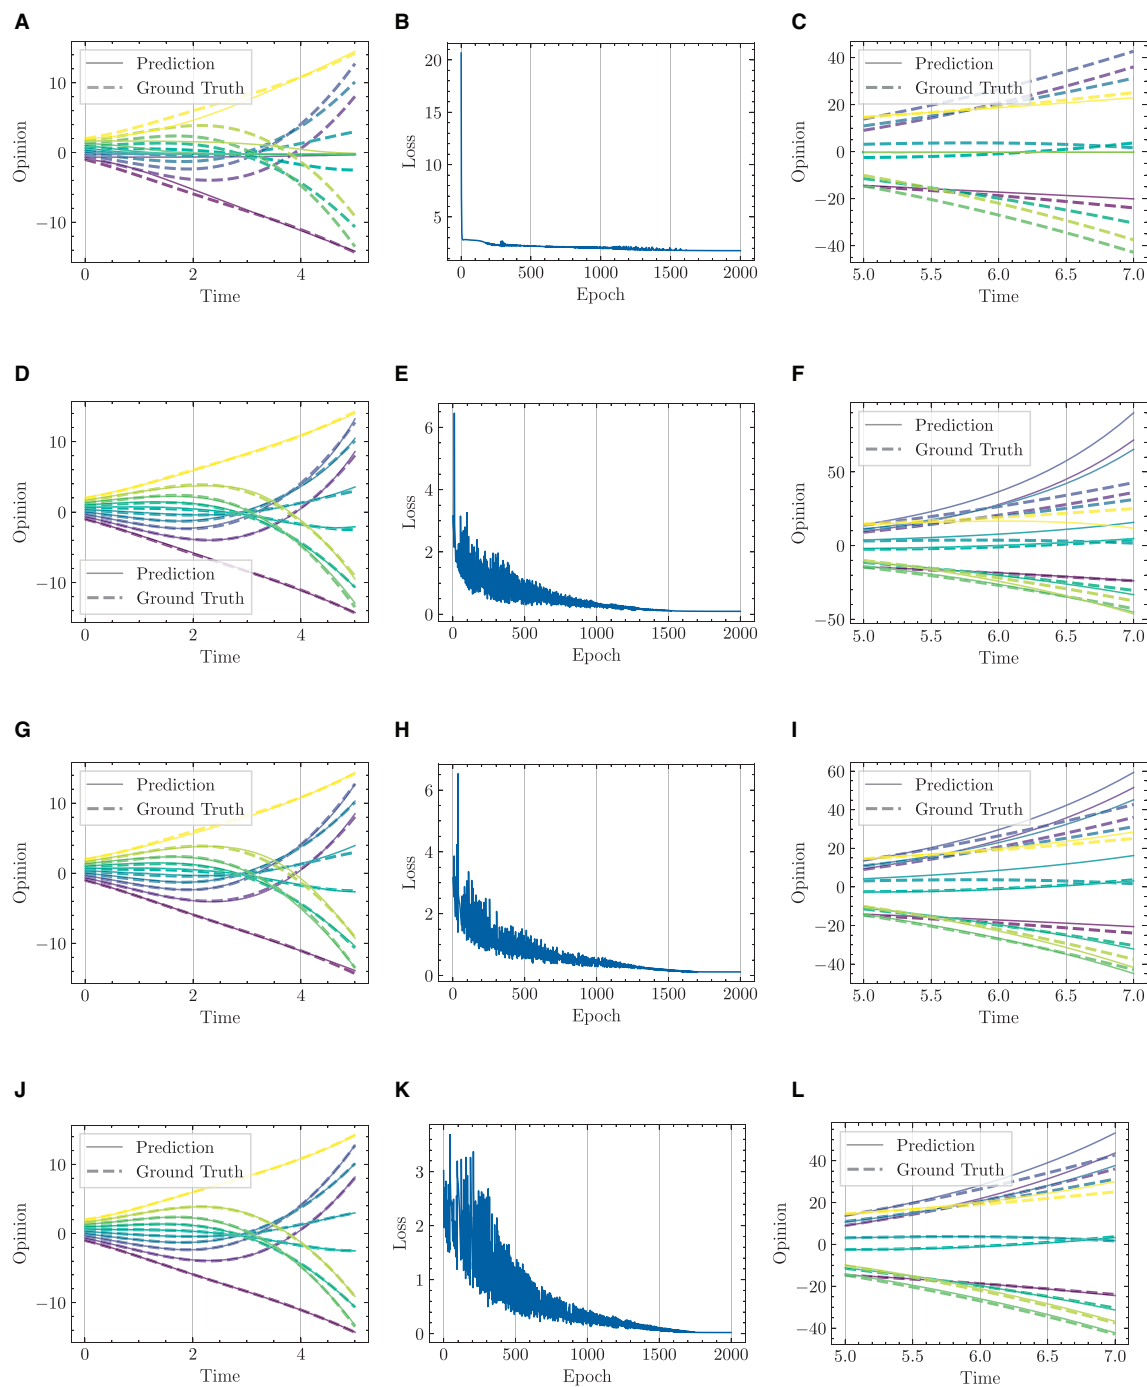 A
B
C
Prediction
Ground Truth
10
0
−10
Opinion
0
2
4
Time
20
15
10
5
Loss
0
500
1000
1500
2000
Epoch
Prediction
Ground Truth
40
20
0
−20
−40
Opinion
5.0
5.5
6.0
6.5
7.0
Time
D
E
F
10
0
−10
Opinion
Prediction
Ground Truth
0
2
4
Time
6
4
2
0
Loss
0
500
1000
1500
2000
Epoch
Prediction
Ground Truth
50
0
−50
Opinion
5.0
5.5
6.0
6.5
7.0
Time
G
H
I
Prediction
Ground Truth
10
0
−10
Opinion
0
2
4
Time
6
4
2
0
Loss
0
500
1000
1500
2000
Epoch
Prediction
Ground Truth
60
40
20
0
−20
−40
Opinion
5.0
5.5
6.0
6.5
7.0
Time
J
K
L
Prediction
Ground Truth
10
0
−10
Opinion
0
2
4
Time
3
2
1
0
Loss
0
500
1000
1500
2000
Epoch
Prediction
Ground Truth
40
20
0
−20
−40
Opinion
5.0
5.5
6.0
6.5
7.0
Time